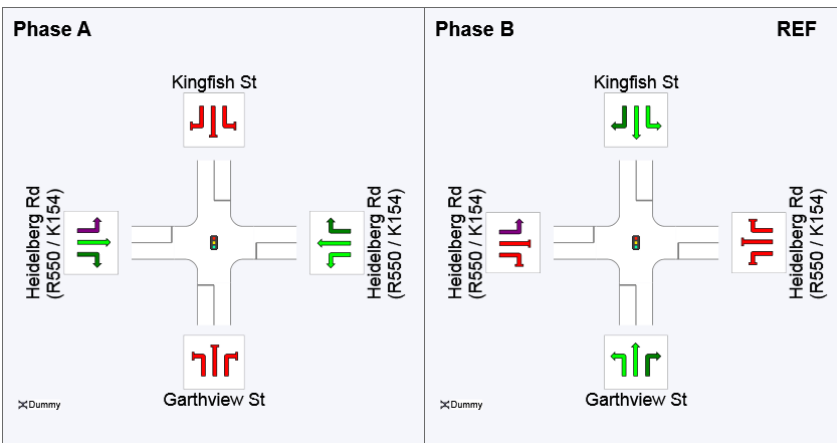 Phase A
Kingfish St
Heidelberg Rd
(R550 / K154)
Heidelberg Rd
(R550 / K154)
Garthview St
Dummy
Phase B
REF
Kingfish St
Heidelberg Rd
(R550 / K154)
Heidelberg Rd
(R550 / K154)
Garthview St
Dummy